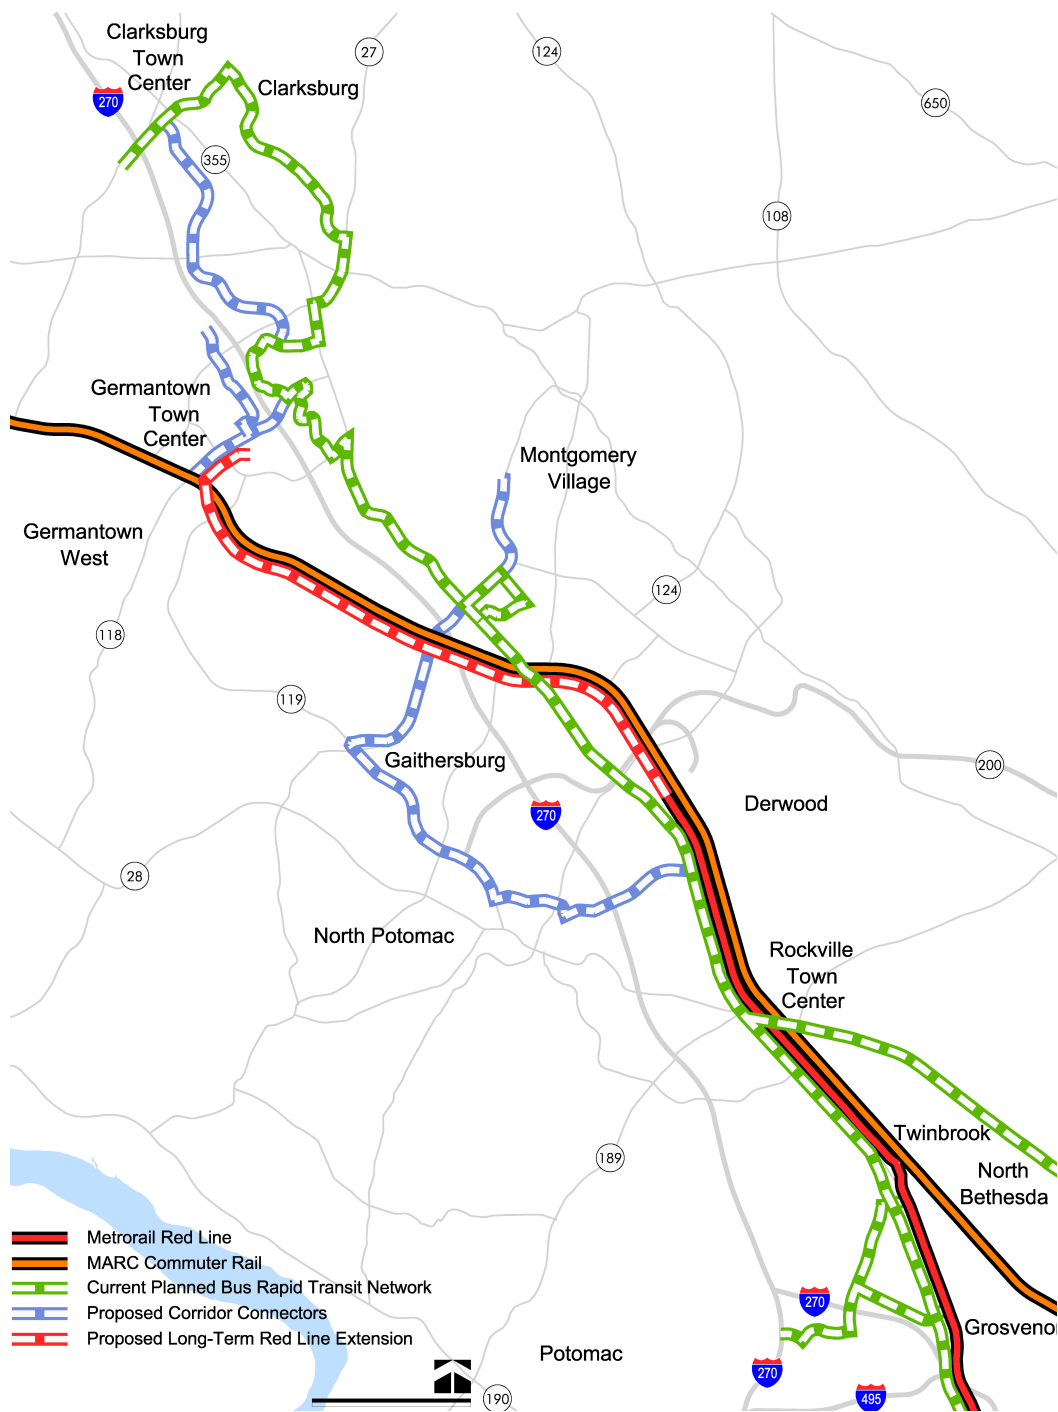 Clarksburg
Town
Center
27
124
Clarksburg
270
650
355
108
Germantown
Town
Center
Montgomery
Village
Germantown
West
124
118
119
Gaithersburg
200
Derwood
270
28
North Potomac
Rockville
Town
Center
Twinbrook
189
North
Bethesda
Metrorail Red Line
MARC Commuter Rail
Current Planned Bus Rapid Transit Network
Proposed Corridor Connectors
Proposed Long-Term Red Line Extension
270
Grosvenor
Potomac
270
190
495